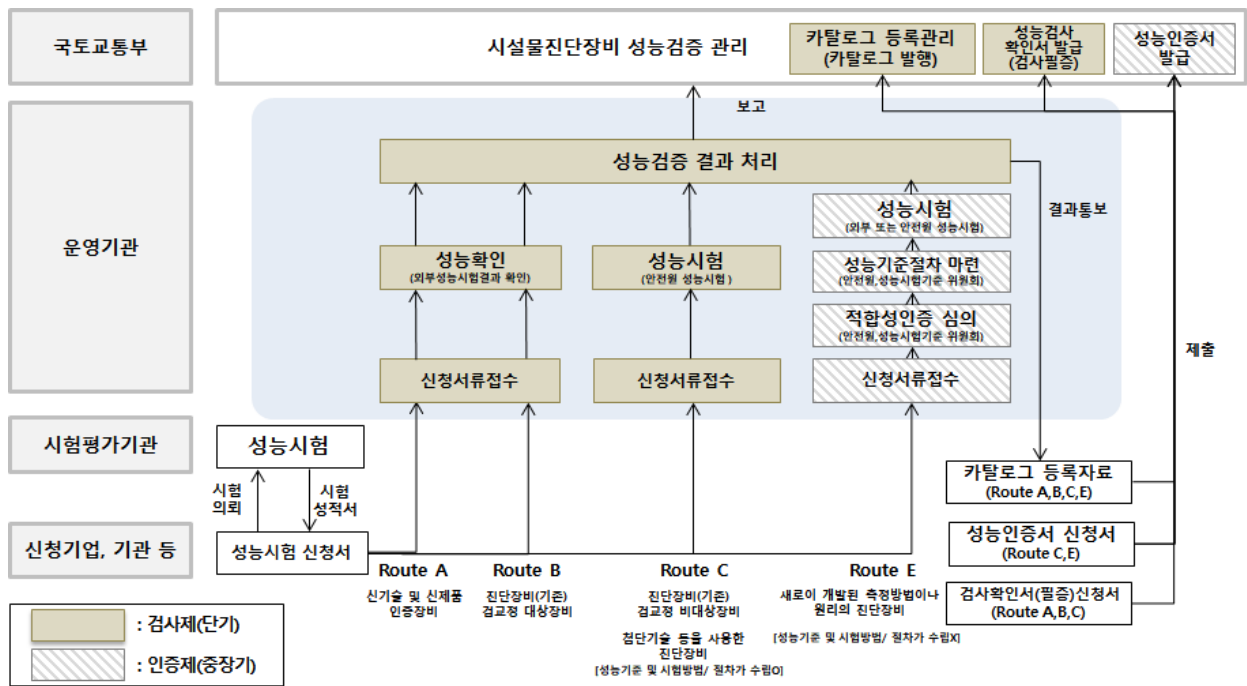 국토교통부
시설물진단장비 성능검증 관리
카탈로그 등록관리
(카탈로그 발행)
성능검사
확인서 발급
(검사필증)
성능인증서
발급
보고
운영기관
성능검증 결과 처리
결과통보
성능확인
(외부성능시험결과 확인)
성능시험
(안전원 성능시험)
성능시험
(외부 또는 안전원 성능시험)
성능기준절차 마련
(안전원,성능시험기준 위원회)
적합성인증 심의
(안전원,성능시험기준 위원회)
신청서류접수
신청서류접수
신청서류접수
제출
시험평가기관
성능시험
시험
의뢰
시험
성적서
신청기업, 기관 등
성능시험 신청서
카탈로그 등록자료
(Route A,B,C,E)
성능인증서 신청서
(Route C,E)
검사확인서(필증)신청서
(Route A,B,C)
Route A
신기술 및 신제품
인증장비
Route B
진단장비(기존)
검교정 대상장비
Route C
진단장비(기존)
검교정 비대상장비
첨단기술 등을 사용한
진단장비
[성능기준 및 시험방법/ 절차가 수립O]
Route E
새로이 개발된 측정방법이나
원리의 진단장비
[성능기준 및 시험방법/ 절차가 수립X]
: 검사제(단기)
: 인증제(중장기)